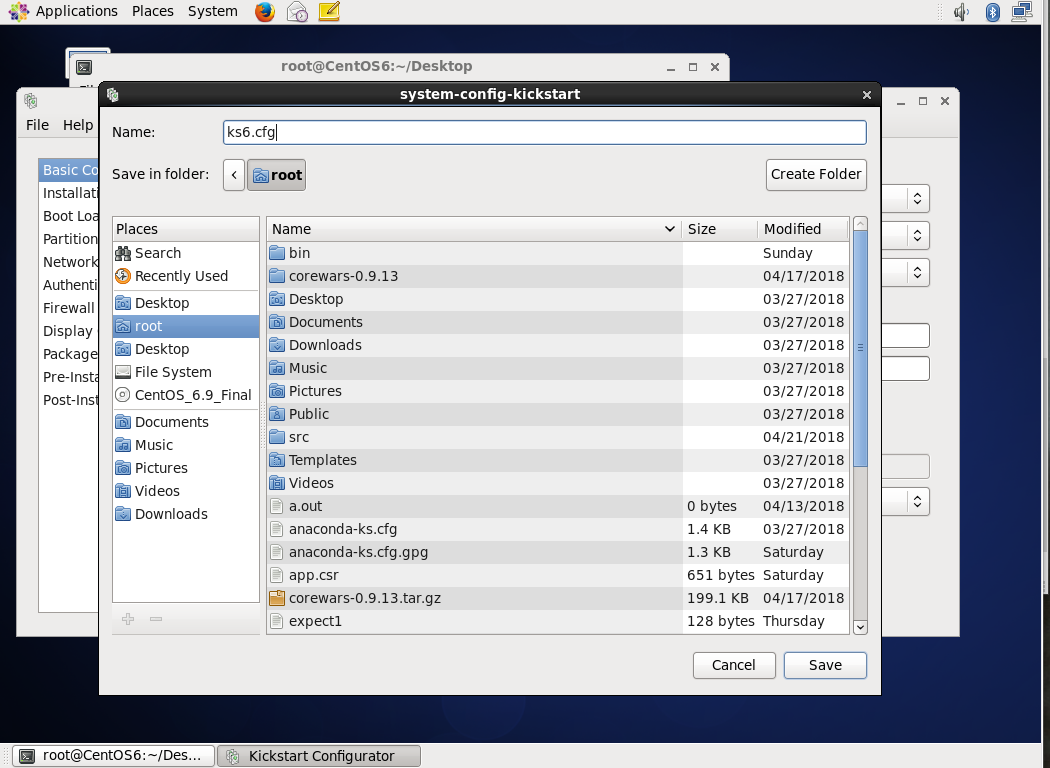 Applications Places System
root@CentOS6:~/Desktop
system-config-kickstart
File Help
Name: ks6.cfg
Save in folder: root Create Folder
Basic Co
Installati
Boot Loa
Partition
Network
Authenti
Firewall
Display
Package
Pre-Insta
Post-Inst
Places
Search
Recently Used
Desktop
root
Desktop
File System
CentOS_6.9_Final
Documents
Music
Pictures
Videos
Downloads
Name Size Modified
bin Sunday
corewars-0.9.13 04/17/2018
Desktop 03/27/2018
Documents 03/27/2018
Downloads 03/27/2018
Music 03/27/2018
Pictures 03/27/2018
Public 03/27/2018
src 04/21/2018
Templates 03/27/2018
Videos 03/27/2018
a.out 0 bytes 04/13/2018
anaconda-ks.cfg 1.4 KB 03/27/2018
anaconda-ks.cfg.gpg 1.3 KB Saturday
app.csr 651 bytes Saturday
corewars-0.9.13.tar.gz 199.1 KB 04/17/2018
expect1 128 bytes Thursday
Cancel Save
root@CentOS6:~/Des... Kickstart Configurator